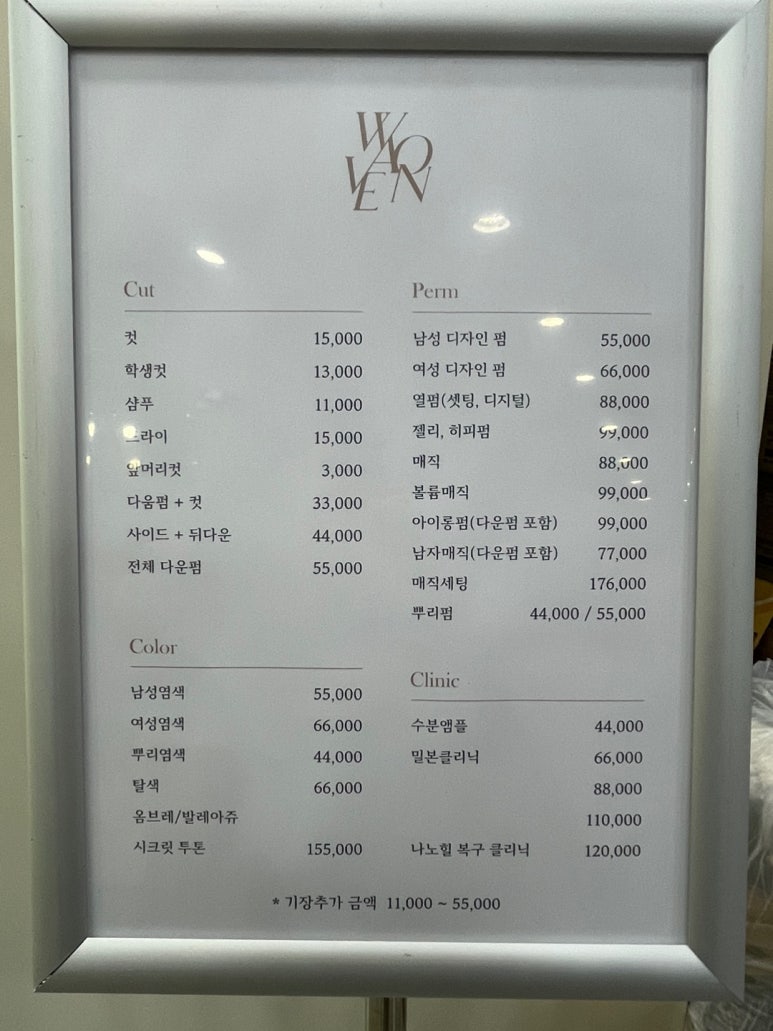 WA
VEN
Cut
컷 15,000
학생컷 13,000
샴푸 11,000
드라이 15,000
앞머리컷 3,000
다움펌 + 컷 33,000
사이드 + 뒤다운 44,000
전체 다운펌 55,000
Color
남성염색 55,000
여성염색 66,000
뿌리염색 44,000
탈색 66,000
옴브레/발레아쥬
시크릿 투톤 155,000
Perm
남성 디자인 펌 55,000
여성 디자인 펌 66,000
열펌(셋팅, 디지털) 88,000
젤리, 히피펌 99,000
매직 88,000
볼륨매직 99,000
아이롱펌(다운펌 포함) 99,000
남자매직(다운펌 포함) 77,000
매직세팅 176,000
뿌리펌 44,000 / 55,000
Clinic
수분앰플 44,000
밀본클리닉 66,000
88,000
110,000
나노힐 복구 클리닉 120,000
* 기장추가 금액 11,000 ~ 55,000